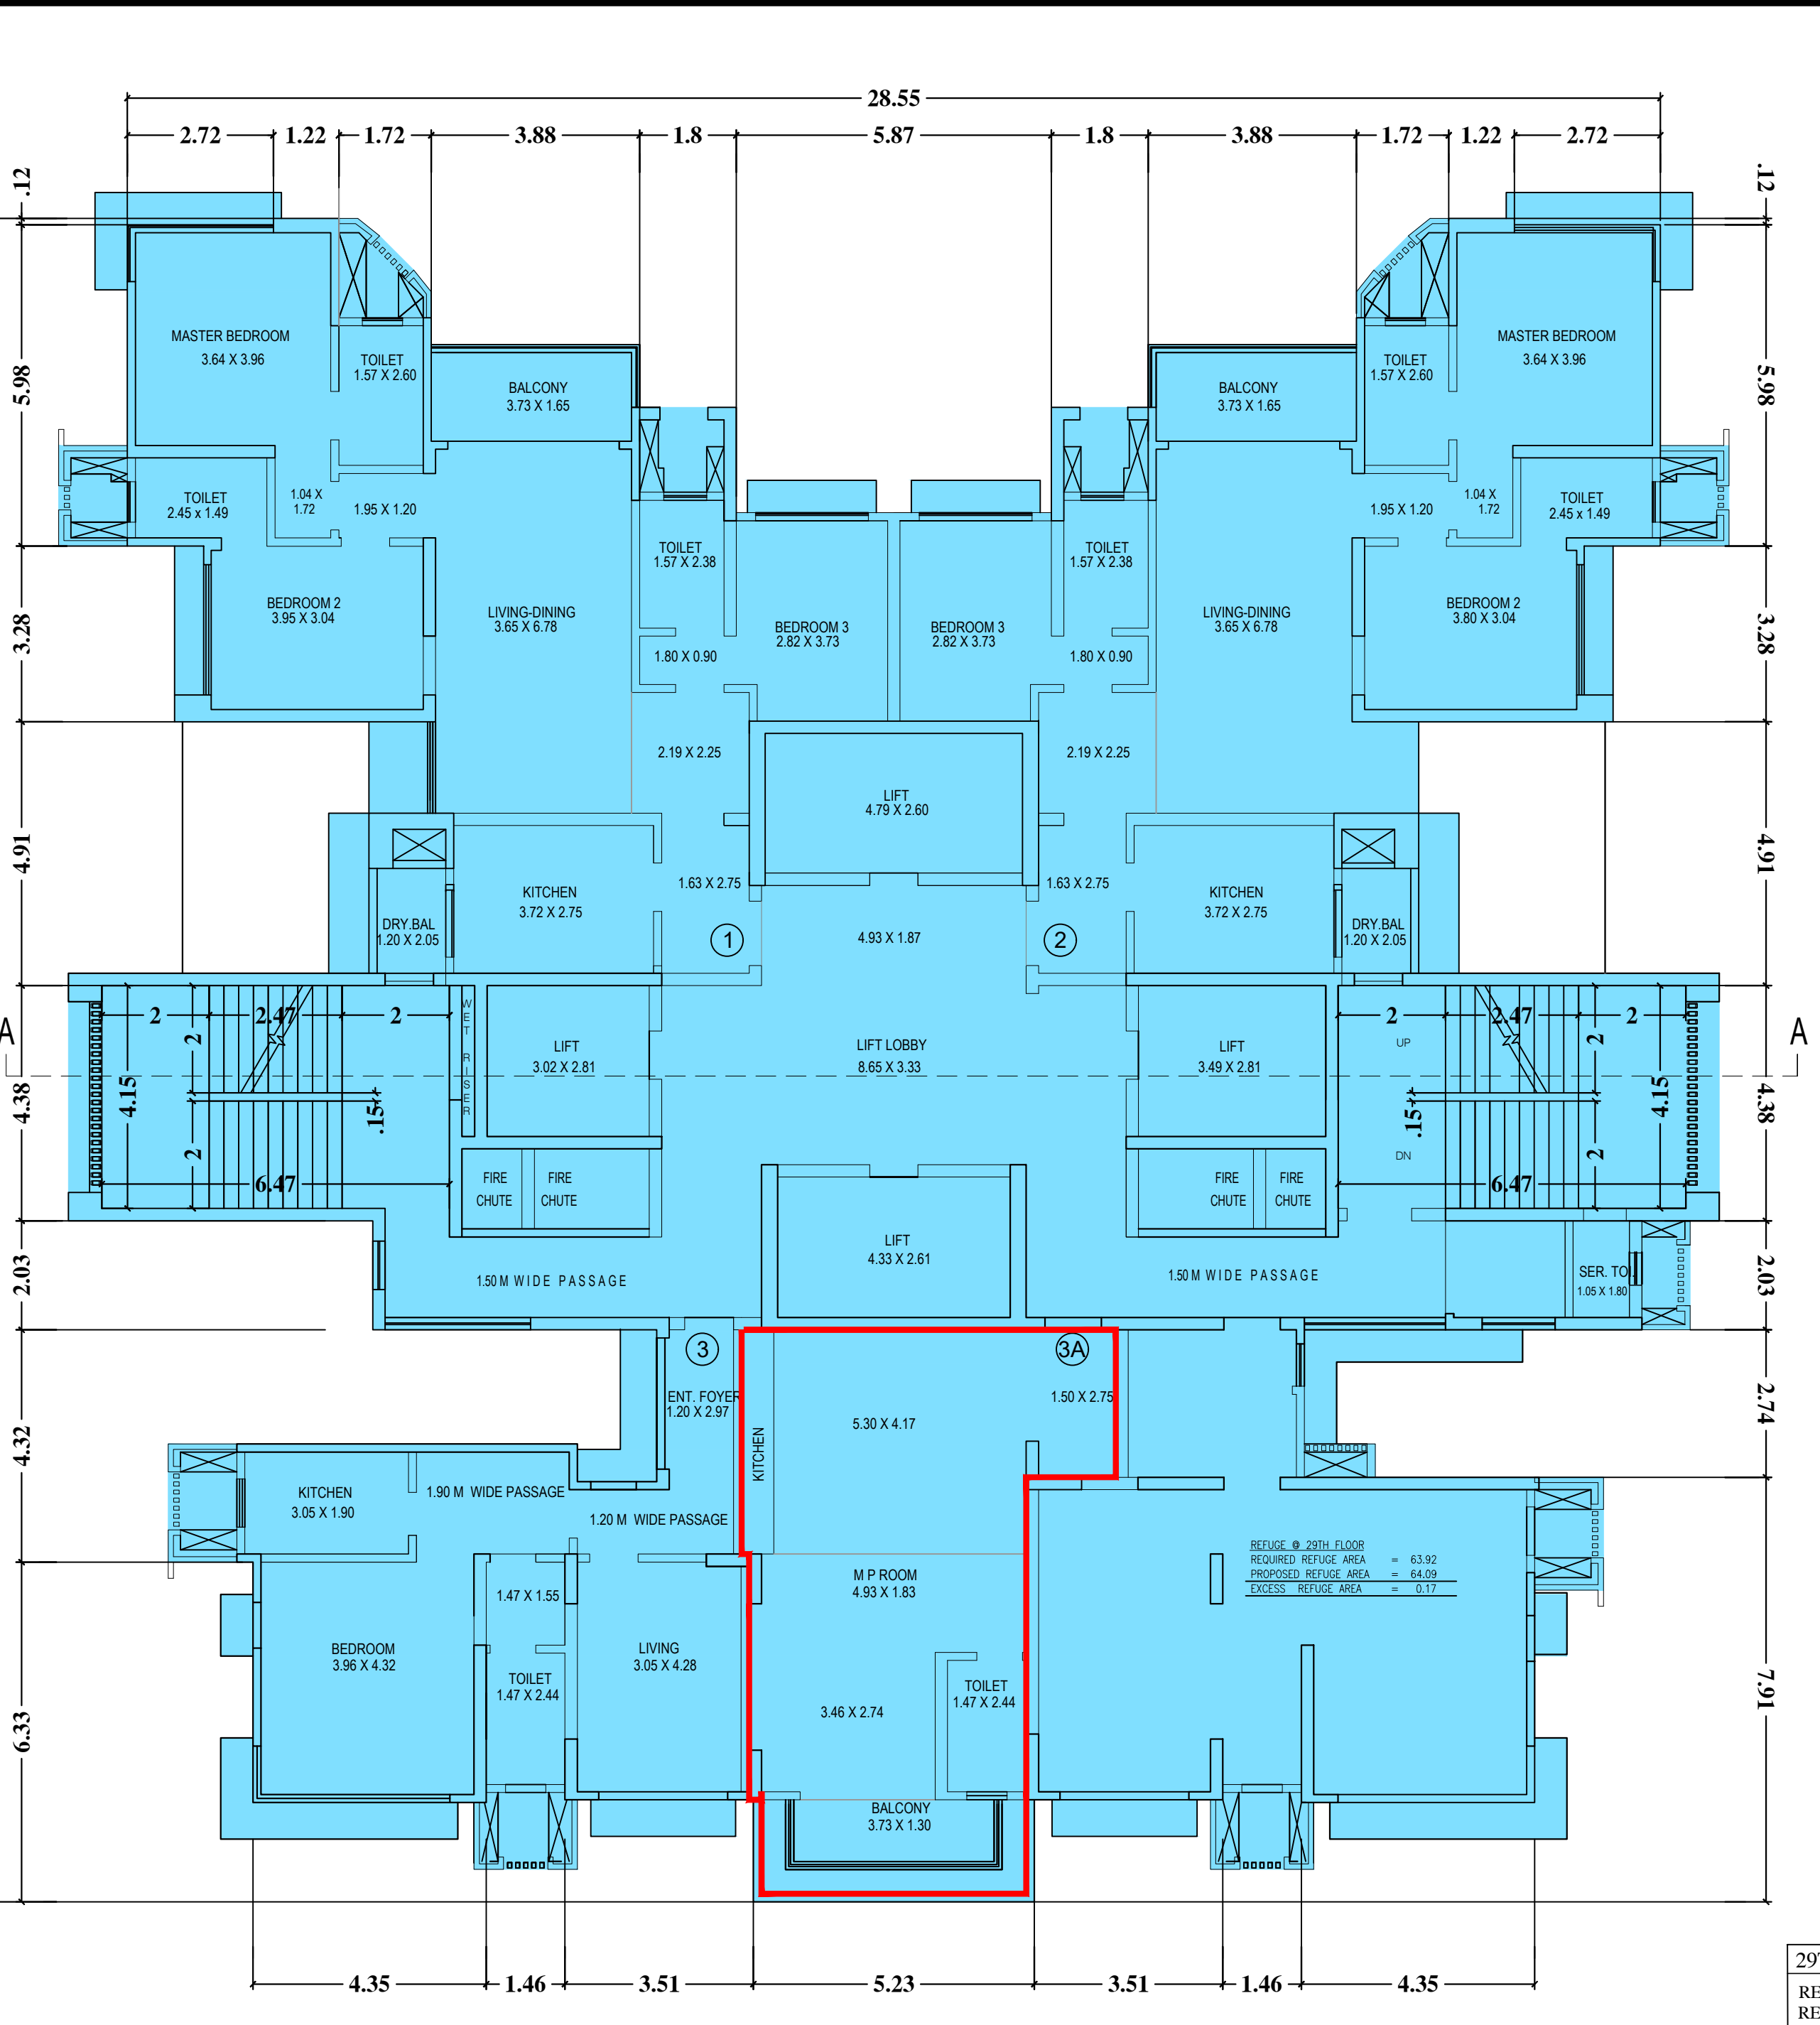 28.55
2.72 1.22 1.72 3.88 1.8 5.87 1.8 3.88 1.72 1.22 2.72
.12
.12
MASTER BEDROOM
3.64 X 3.96
TOILET
1.57 X 2.60
BALCONY
3.73 X 1.65
BALCONY
3.73 X 1.65
TOILET
1.57 X 2.60
MASTER BEDROOM
3.64 X 3.96
5.98
5.98
TOILET
2.45 x 1.49
1.04 X
1.72
1.95 X 1.20
1.95 X 1.20
1.04 X
1.72
TOILET
2.45 x 1.49
TOILET
1.57 X 2.38
TOILET
1.57 X 2.38
BEDROOM 2
3.95 X 3.04
LIVING-DINING
3.65 X 6.78
BEDROOM 3
2.82 X 3.73
BEDROOM 3
2.82 X 3.73
LIVING-DINING
3.65 X 6.78
BEDROOM 2
3.80 X 3.04
3.28
3.28
1.80 X 0.90
1.80 X 0.90
2.19 X 2.25
2.19 X 2.25
LIFT
4.79 X 2.60
4.91
4.91
KITCHEN
3.72 X 2.75
1.63 X 2.75
1.63 X 2.75
KITCHEN
3.72 X 2.75
DRY.BAL
1.20 X 2.05
1
4.93 X 1.87
2
DRY.BAL
1.20 X 2.05
A
A
2 2.47 2
2 2.47 2
WET RISER
LIFT
3.02 X 2.81
LIFT LOBBY
8.65 X 3.33
LIFT
3.49 X 2.81
UP
2
2
4.38
4.15
.15
.15
4.15
4.38
2
DN
2
6.47
6.47
FIRE
CHUTE
FIRE
CHUTE
FIRE
CHUTE
FIRE
CHUTE
LIFT
4.33 X 2.61
2.03
2.03
1.50 M WIDE PASSAGE
1.50 M WIDE PASSAGE
SER. TOI.
1.05 X 1.80
3
3A
ENT. FOYER
1.20 X 2.97
1.50 X 2.75
5.30 X 4.17
KITCHEN
4.32
2.74
KITCHEN
3.05 X 1.90
1.90 M WIDE PASSAGE
1.20 M WIDE PASSAGE
REFUGE @ 29TH FLOOR
REQUIRED REFUGE AREA = 63.92
PROPOSED REFUGE AREA = 64.09
EXCESS REFUGE AREA = 0.17
M P ROOM
4.93 X 1.83
1.47 X 1.55
BEDROOM
3.96 X 4.32
LIVING
3.05 X 4.28
TOILET
1.47 X 2.44
TOILET
1.47 X 2.44
3.46 X 2.74
6.33
7.91
BALCONY
3.73 X 1.30
4.35 1.46 3.51 5.23 3.51 1.46 4.35
29
RE
RE